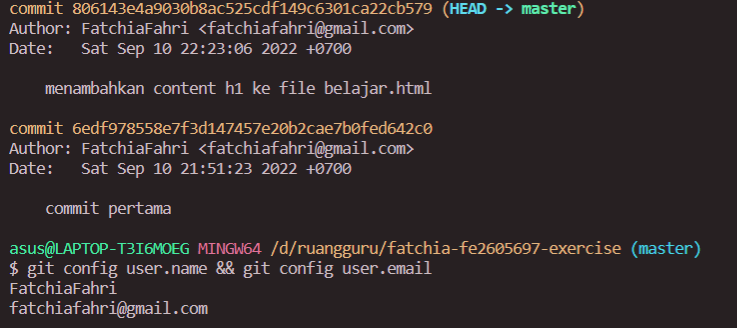 commit 806143e4a9030b8ac525cdf149c6301ca22cb579 (HEAD -> master)
Author: FatchiaFahri <fatchiafahri@gmail.com>
Date:   Sat Sep 10 22:23:06 2022 +0700
    menambahkan content h1 ke file belajar.html
commit 6edf978558e7f3d147457e20b2cae7b0fed642c0
Author: FatchiaFahri <fatchiafahri@gmail.com>
Date:   Sat Sep 10 21:51:23 2022 +0700
    commit pertama
asus@LAPTOP-T3I6MOEG MINGW64 /d/ruangguru/fatchia-fe2605697-exercise (master)
$ git config user.name && git config user.email
FatchiaFahri
fatchiafahri@gmail.com